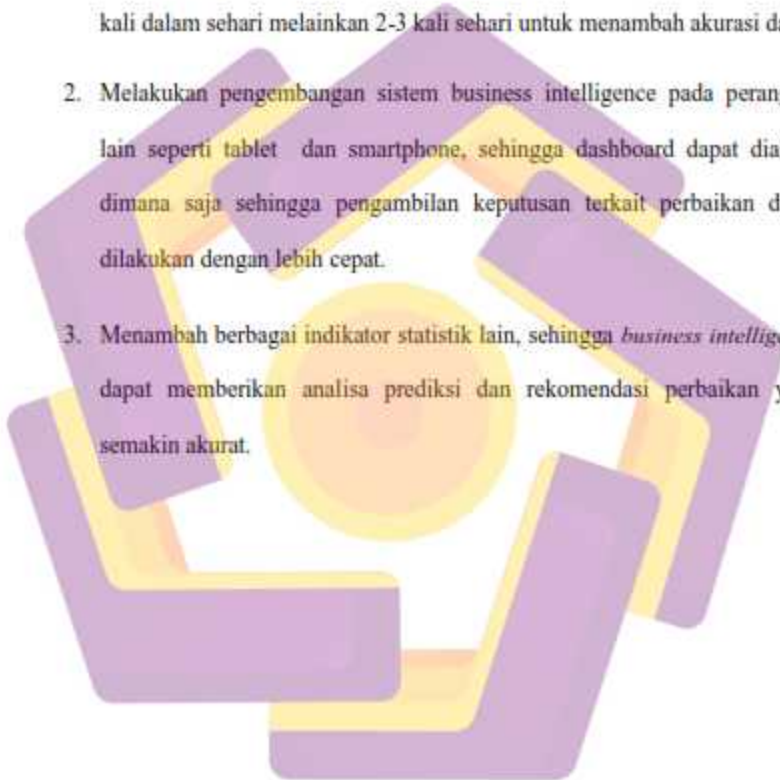 kali dalam sehari melainkan 2-3 kali sehari untuk menambah akurasi da
2. Melakukan pengembangan sistem business intelligence pada perang
lain seperti tablet dan smartphone, sehingga dashboard dapat dia
dimana saja sehingga pengambilan keputusan terkait perbaikan d
dilakukan dengan lebih cepat.
3. Menambah berbagai indikator statistik lain, sehingga business intellige
dapat memberikan analisa prediksi dan rekomendasi perbaikan y
semakin akurat.